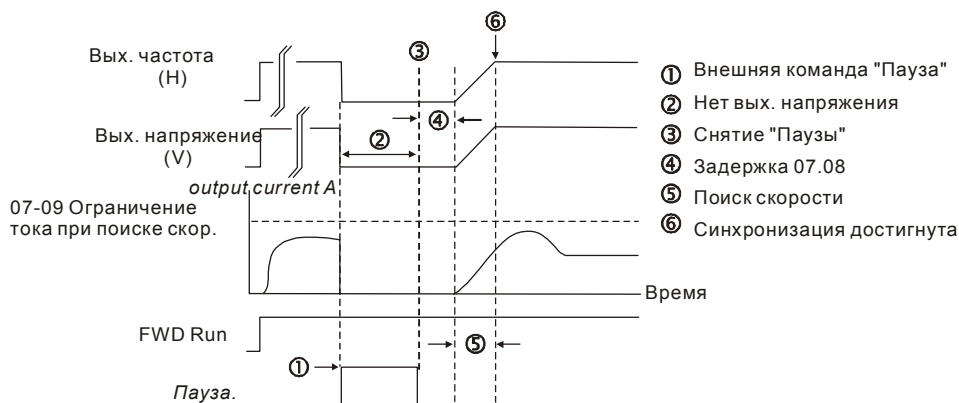 ⑥
Вых. частота
(H)
③
④
Вых. напряжение
(V)
②
output current A
07-09 Ограничение
тока при поиске скор.
Время
FWD Run
⑤
①
Пауза.
① Внешняя команда "Пауза"
② Нет вых. напряжения
③ Снятие "Паузы"
④ Задержка 07.08
⑤ Поиск скорости
⑥ Синхронизация достигнута